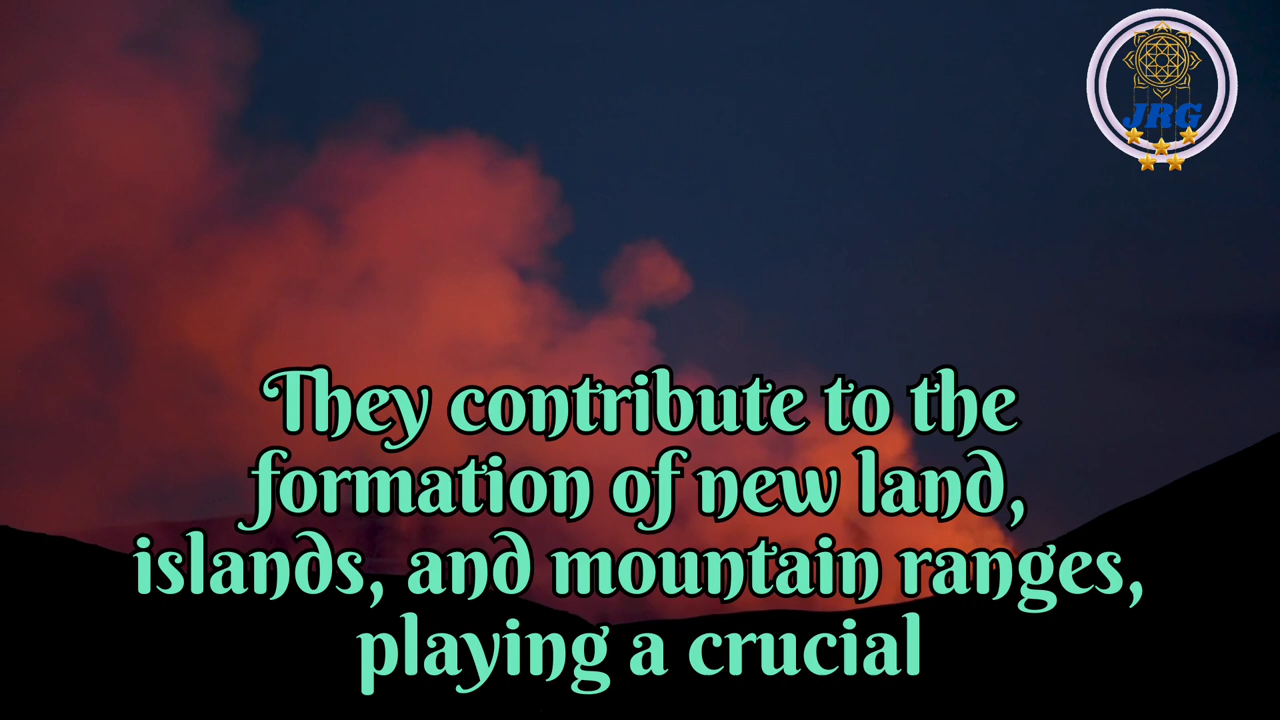 JRG
They contribute to the
formation of new land,
islands, and mountain ranges,
playing a crucial